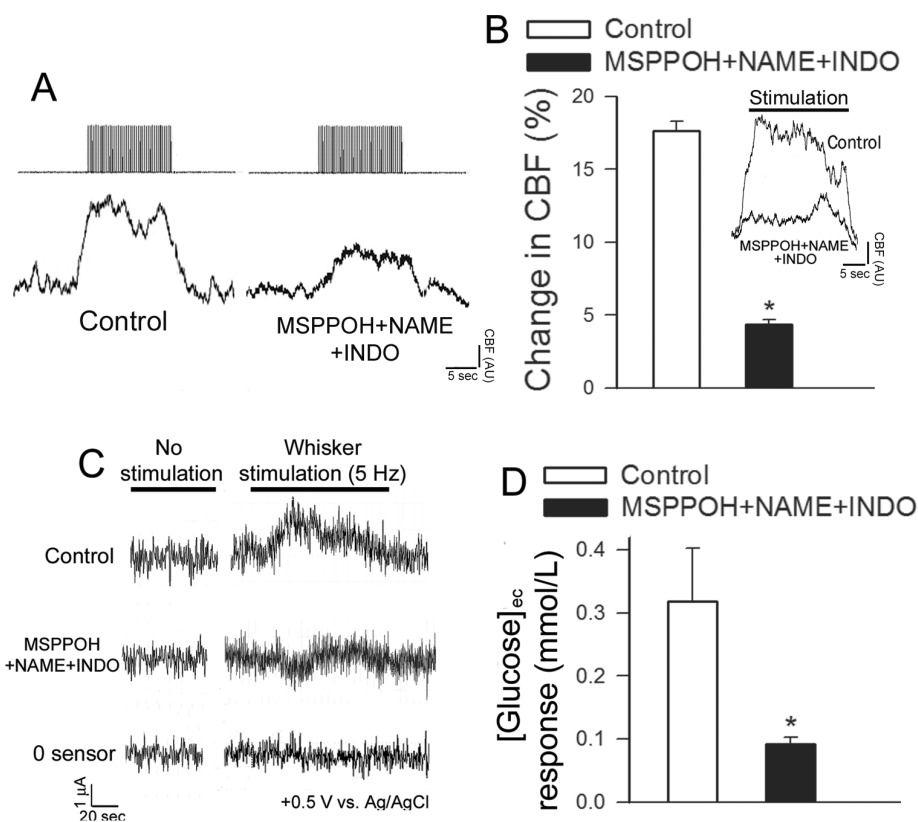 A
Control
MSPPOH+NAME
+INDO
CBF (AU)
5 sec
B
Control
MSPPOH+NAME+INDO
Change in CBF (%)
20
15
10
5
0
*
Stimulation
Control
MSPPOH+NAME
+INDO
CBF (AU)
5 sec
C
No
stimulation
Whisker
stimulation (5 Hz)
Control
MSPPOH
+NAME+INDO
0 sensor
1 µA
20 sec
+0.5 V vs. Ag/AgCl
D
Control
MSPPOH+NAME+INDO
[Glucose]ec
response (mmol/L)
0.4
0.3
0.2
0.1
0.0
*